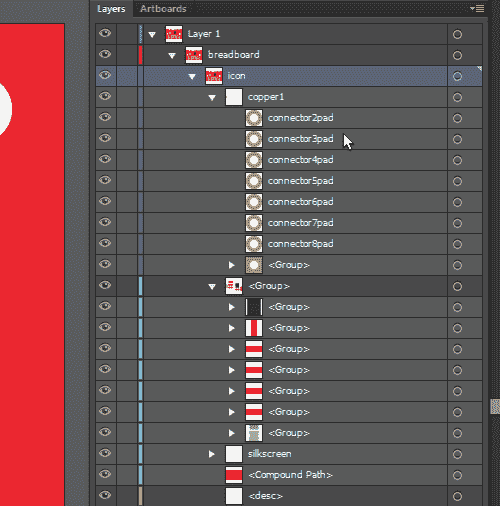 Layers Artboards
Layer 1
breadboard
icon
copper1
connector2pad
connector3pad
connector4pad
connector5pad
connector6pad
connector7pad
connector8pad
<Group>
<Group>
<Group>
<Group>
<Group>
<Group>
<Group>
<Group>
<Group>
silkscreen
<Compound Path>
<desc>